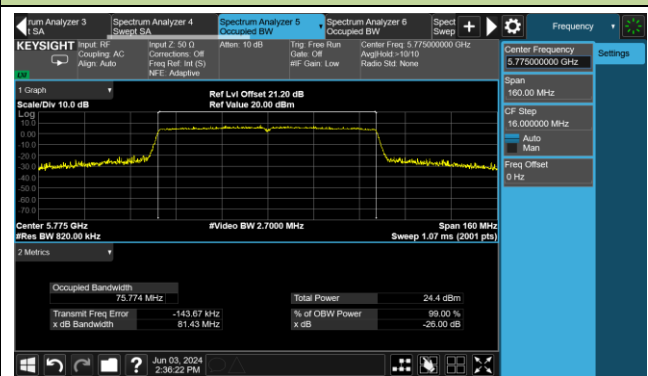 rum Analyzer 3
t SA
Spectrum Analyzer 4
Swept SA
Spectrum Analyzer 5
Occupied BW
Spectrum Analyzer 6
Occupied BW
Spect
Swep
Frequency
KEYSIGHT
Input: RF
Coupling: AC
Align: Auto
Input Z: 50 Ω
Corrections: Off
Freq Ref: Int (S)
NFE: Adaptive
Atten: 10 dB
Trig: Free Run
Gate: Off
#IF Gain: Low
Center Freq: 5.775000000 GHz
Avg|Hold:>10/10
Radio Std: None
LXI
Center Frequency
5.775000000 GHz
Settings
Span
160.00 MHz
CF Step
16.000000 MHz
Auto
Man
Freq Offset
0 Hz
1 Graph
Scale/Div 10.0 dB
Ref Lvl Offset 21.20 dB
Ref Value 20.00 dBm
Log
10.0
0.00
-10.0
-20.0
-30.0
-40.0
-50.0
-60.0
-70.0
Center 5.775 GHz
#Res BW 820.00 kHz
#Video BW 2.7000 MHz
Span 160 MHz
Sweep 1.07 ms (2001 pts)
2 Metrics
Occupied Bandwidth
75.774 MHz
Total Power 24.4 dBm
Transmit Freq Error -143.67 kHz
% of OBW Power 99.00 %
x dB Bandwidth 81.43 MHz
x dB -26.00 dB
?
Jun 03, 2024
2:36:22 PM